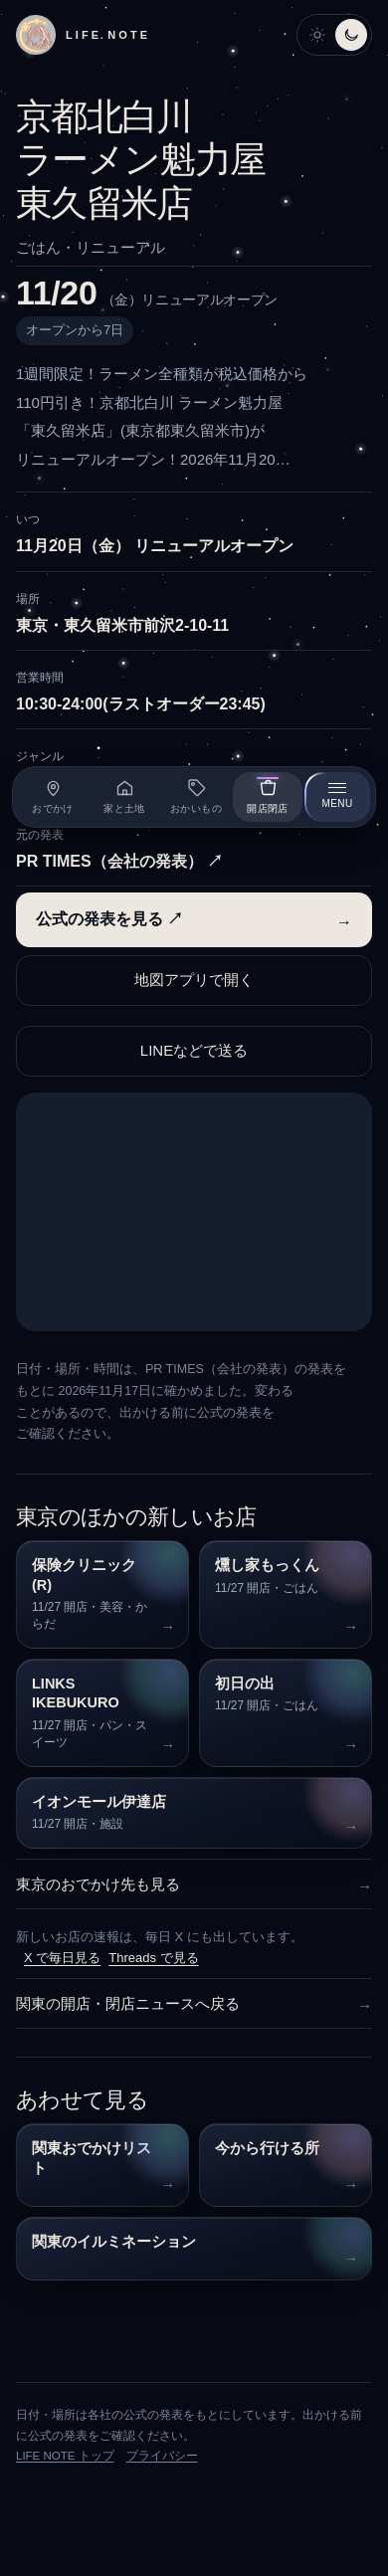 LIFE.NOTE
京都北白川
ラーメン魁力屋
東久留米店
ごはん・リニューアル
11/20（金）リニューアルオープン
オープンから7日
1週間限定！ラーメン全種類が税込価格から
110円引き！京都北白川 ラーメン魁力屋
「東久留米店」(東京都東久留米市)が
リニューアルオープン！2026年11月20…
いつ
11月20日（金） リニューアルオープン
場所
東京・東久留米市前沢2-10-11
営業時間
10:30-24:00(ラストオーダー23:45)
ジャンル
おでかけ
家と土地
おかいもの
開店閉店
MENU
元の発表
PR TIMES（会社の発表） ↗
公式の発表を見る ↗ →
地図アプリで開く
LINEなどで送る
日付・場所・時間は、PR TIMES（会社の発表）の発表を
もとに 2026年11月17日に確かめました。変わる
ことがあるので、出かける前に公式の発表を
ご確認ください。
東京のほかの新しいお店
保険クリニック
(R)
11/27 開店・美容・か
らだ →
燻し家もっくん
11/27 開店・ごはん
→
LINKS
IKEBUKURO
11/27 開店・パン・ス
イーツ →
初日の出
11/27 開店・ごはん
→
イオンモール伊達店
11/27 開店・施設 →
東京のおでかけ先も見る →
新しいお店の速報は、毎日 X にも出しています。
X で毎日見る Threads で見る
関東の開店・閉店ニュースへ戻る →
あわせて見る
関東おでかけリス
ト →
今から行ける所
→
関東のイルミネーション
→
日付・場所は各社の公式の発表をもとにしています。出かける前
に公式の発表をご確認ください。
LIFE NOTE トップ プライバシー